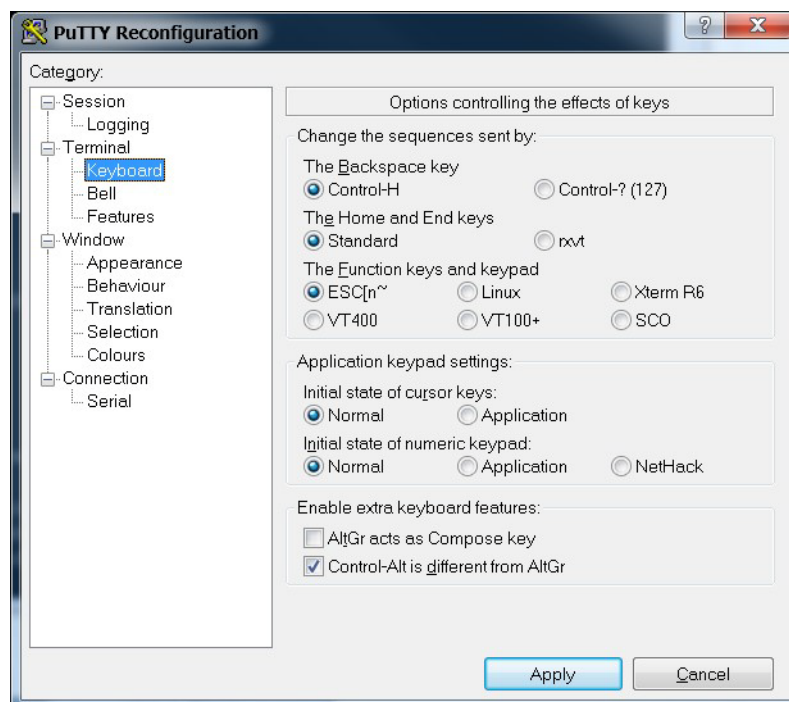 PuTTY Reconfiguration
Category:
Session
Logging
Terminal
Keyboard
Bell
Features
Window
Appearance
Behaviour
Translation
Selection
Colours
Connection
Serial
Options controlling the effects of keys
Change the sequences sent by:
The Backspace key
Control-H Control-? (127)
The Home and End keys
Standard rxvt
The Function keys and keypad
ESC[n~ Linux Xterm R6
VT400 VT100+ SCO
Application keypad settings:
Initial state of cursor keys:
Normal Application
Initial state of numeric keypad:
Normal Application NetHack
Enable extra keyboard features:
AltGr acts as Compose key
Control-Alt is different from AltGr
Apply Cancel